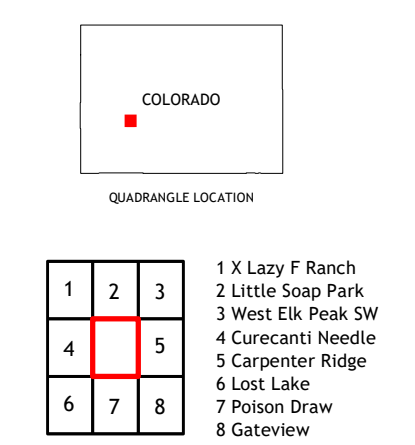 COLORADO
QUADRANGLE LOCATION
1 2 3
4 5
6 7 8
1 X Lazy F Ranch
2 Little Soap Park
3 West Elk Peak SW
4 Curecanti Needle
5 Carpenter Ridge
6 Lost Lake
7 Poison Draw
8 Gateview